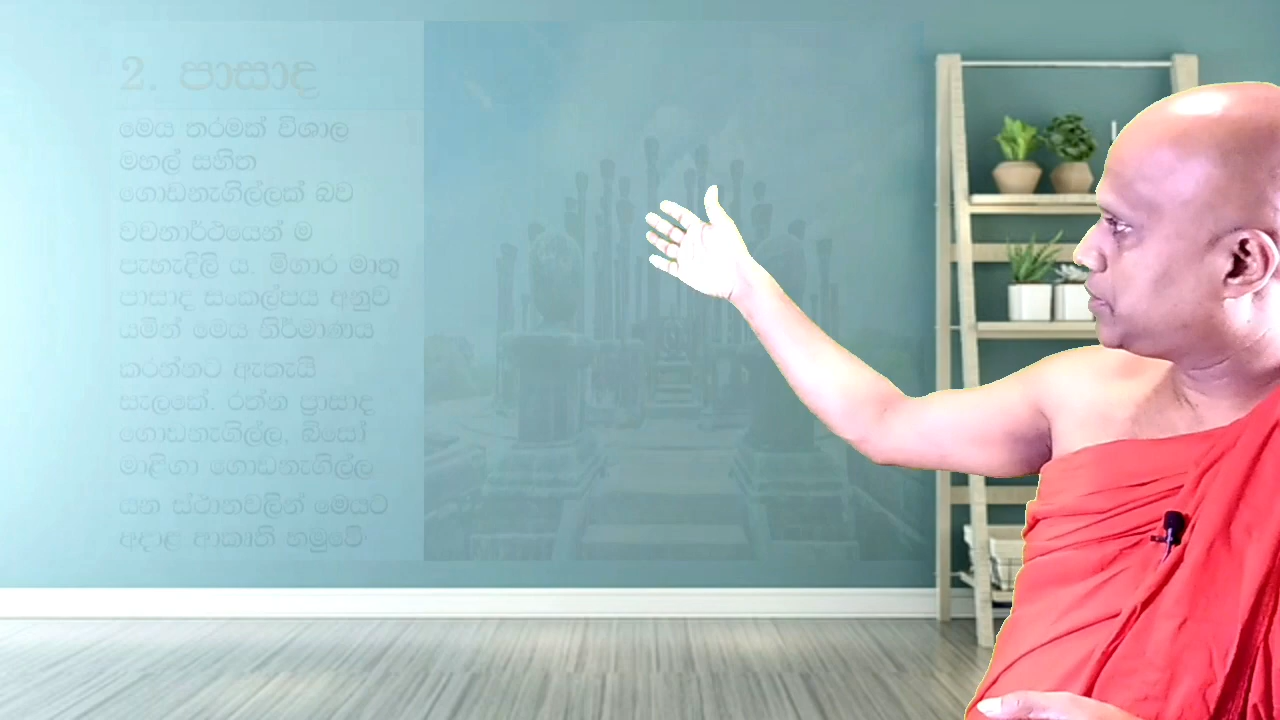 2. පාසාද
මෙය තරමක් විශාල
මහල් සහිත
ගොඩනැගිල්ලක් බව
වචනාර්ථයෙන් ම
පැහැදිලි ය. මිගාර මාතු
පාසාද සංකල්පය අනුව
යමින් මෙය නිර්මාණය
කරන්නට ඇතැයි
සැලකේ. රත්න ප්‍රාසාද
ගොඩනැගිල්ල, බිසෝ
මාලිගා ගොඩනැගිල්ල
යන ස්ථානවලින් මෙයට
අදාළ ආකෘති හමුවේ